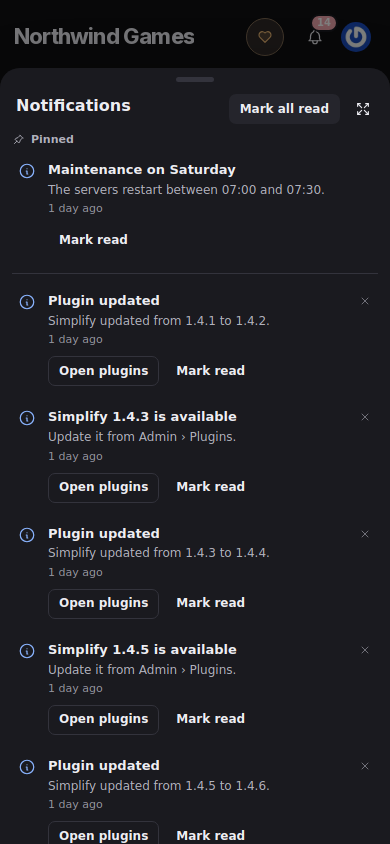 Northwind Games
14
Notifications
Mark all read
Pinned
Maintenance on Saturday
The servers restart between 07:00 and 07:30.
1 day ago
Mark read
Plugin updated
Simplify updated from 1.4.1 to 1.4.2.
1 day ago
Open plugins Mark read
Simplify 1.4.3 is available
Update it from Admin › Plugins.
1 day ago
Open plugins Mark read
Plugin updated
Simplify updated from 1.4.3 to 1.4.4.
1 day ago
Open plugins Mark read
Simplify 1.4.5 is available
Update it from Admin › Plugins.
1 day ago
Open plugins Mark read
Plugin updated
Simplify updated from 1.4.5 to 1.4.6.
1 day ago
Open plugins Mark read